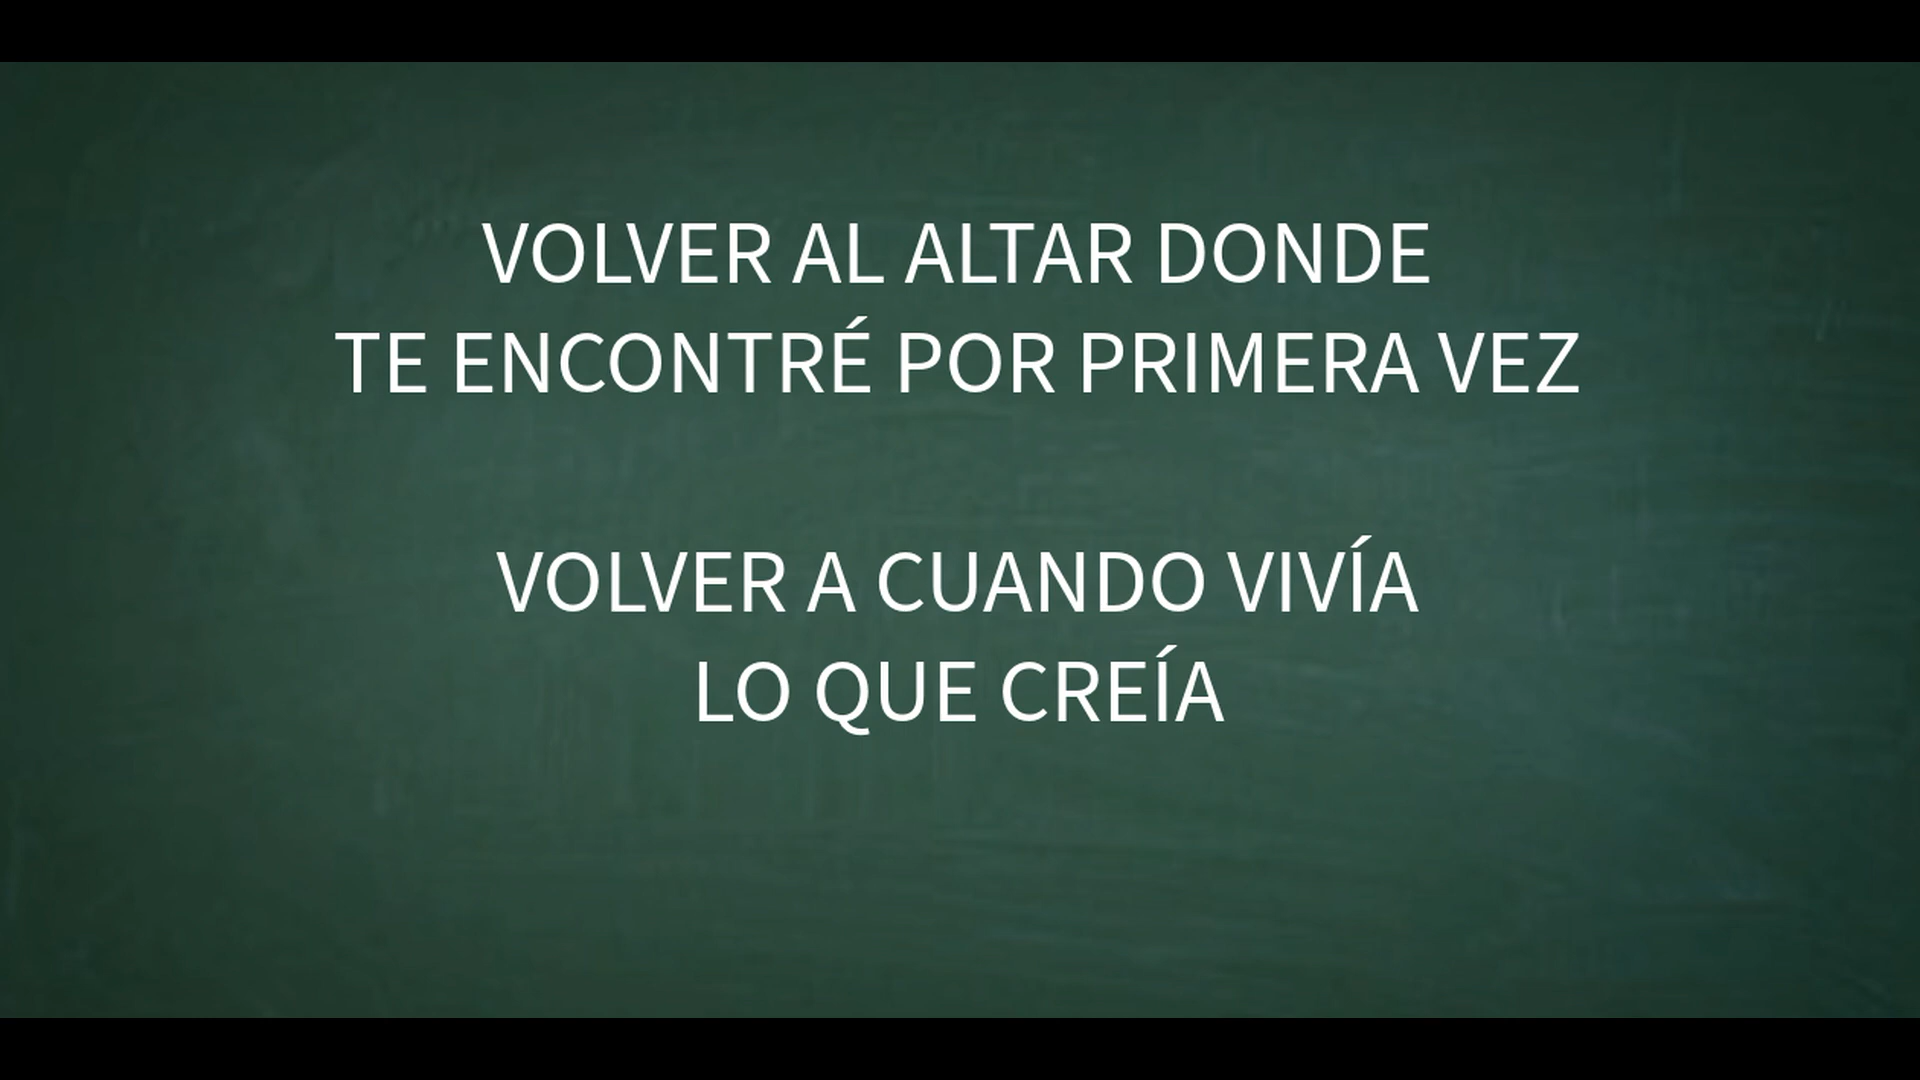 VOLVER AL ALTAR DONDE
TE ENCONTRÉ POR PRIMERA VEZ
VOLVER A CUANDO VIVÍA
LO QUE CREÍA